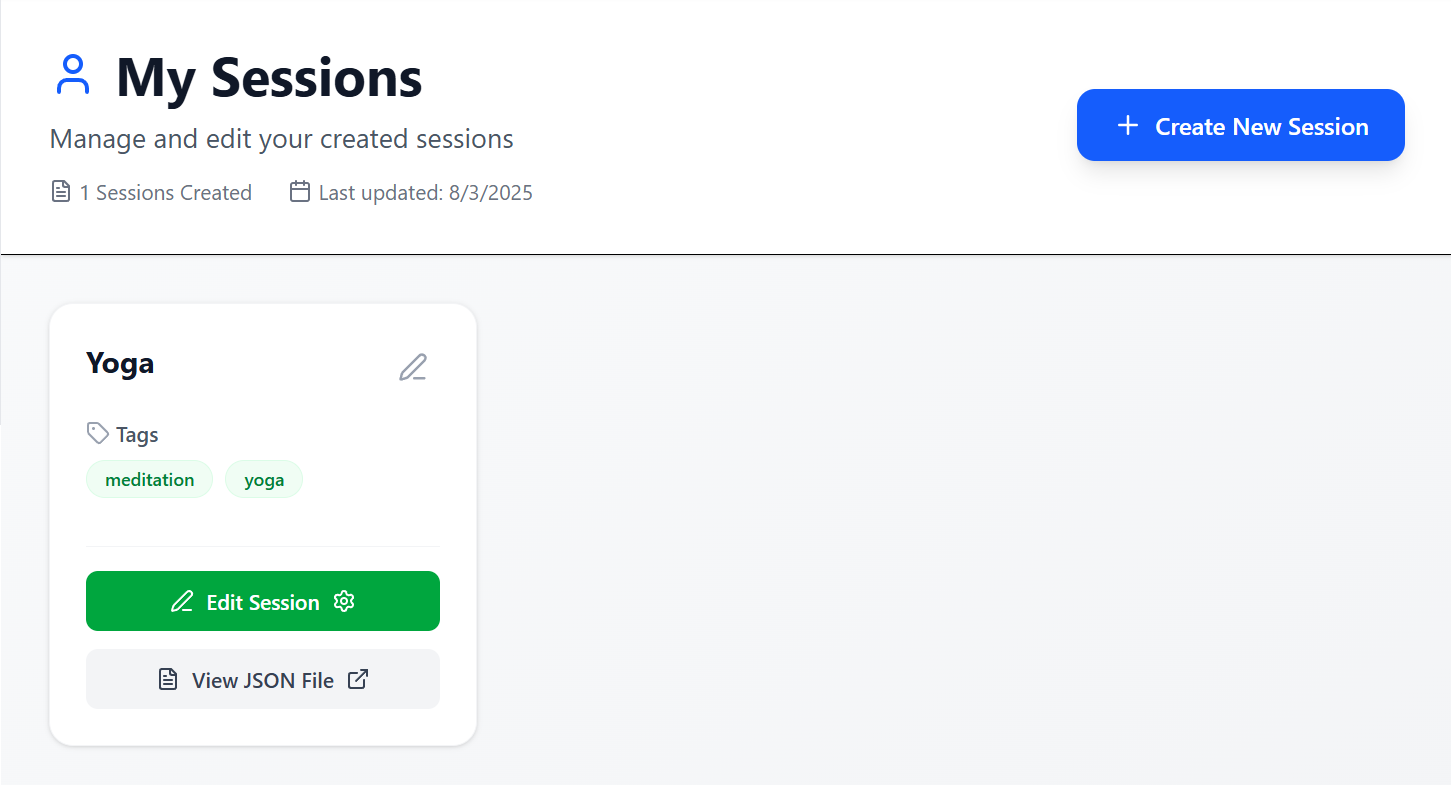 My Sessions
Manage and edit your created sessions
1 Sessions Created
Last updated: 8/3/2025
Create New Session
Yoga
Tags
meditation yoga
Edit Session
View JSON File